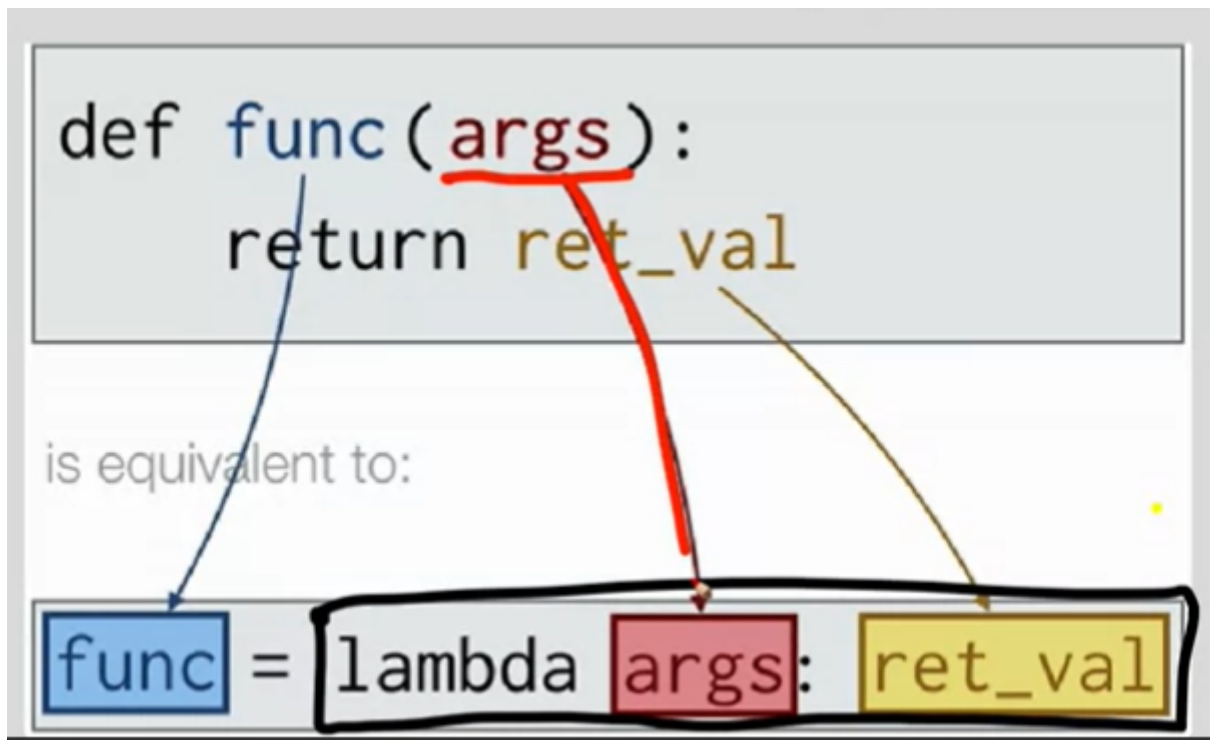 def func(args):
return ret_val
is equivalent to:
func = lambda args: ret_val